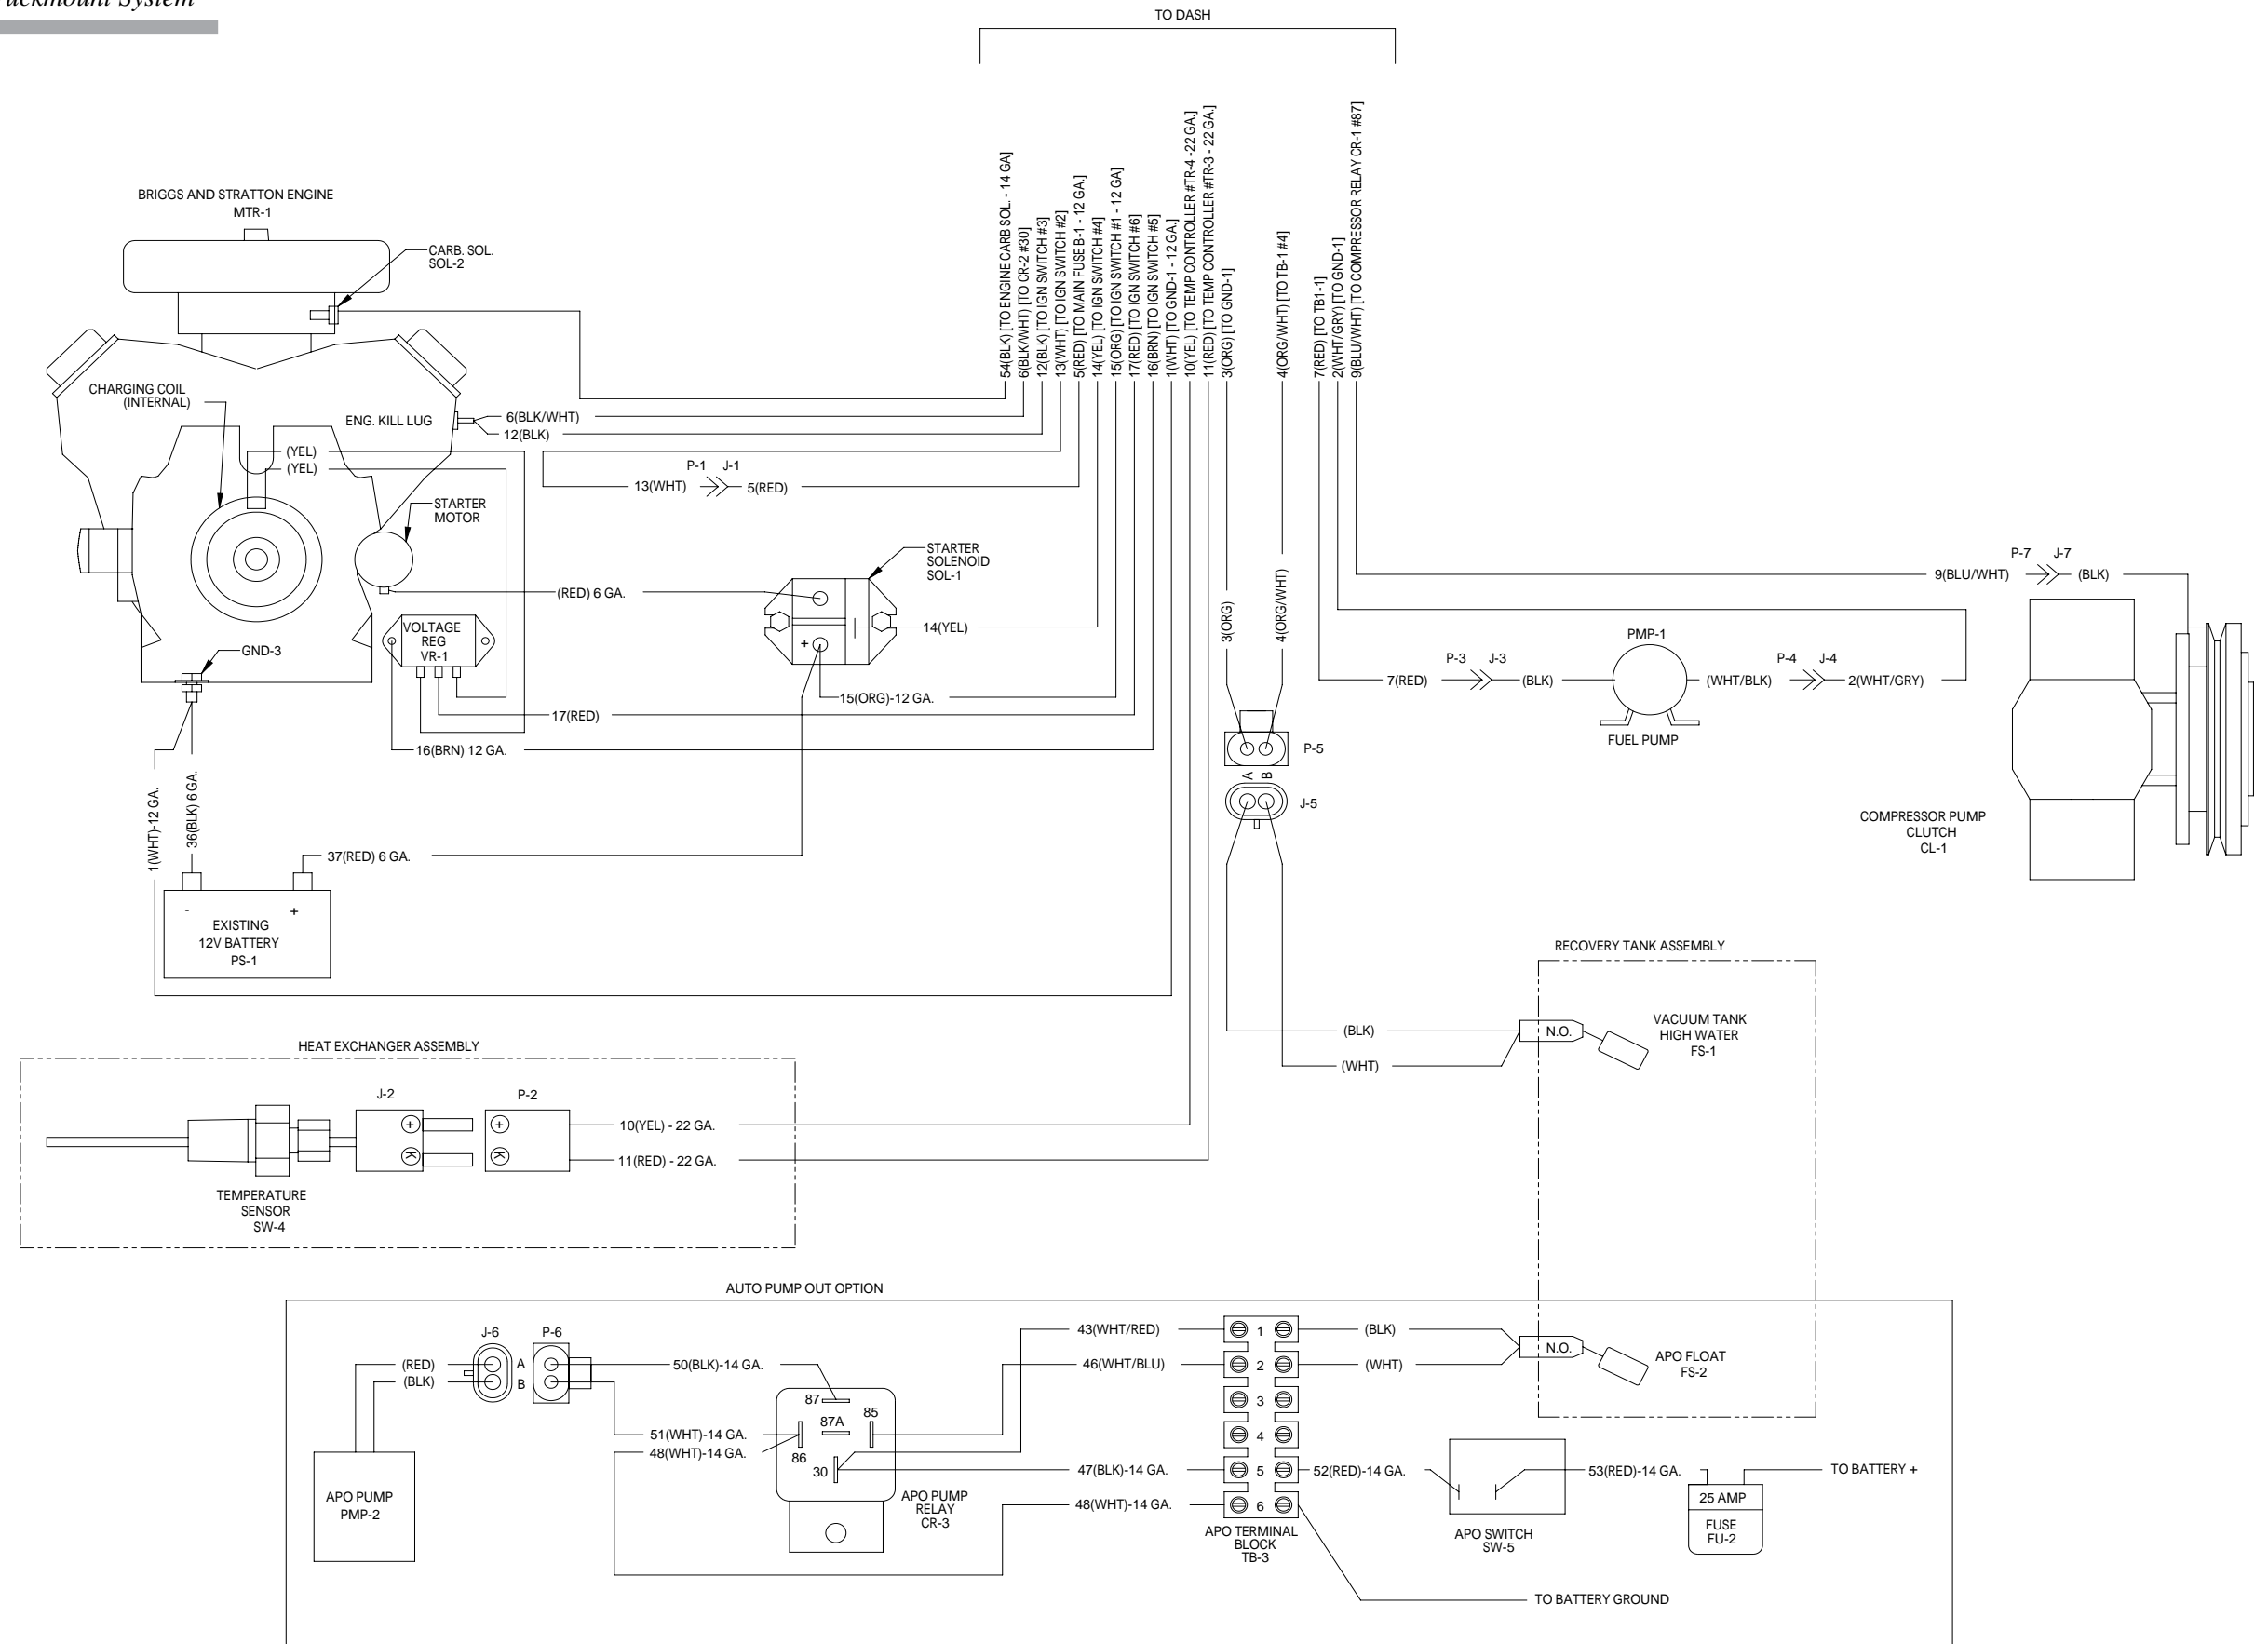 uckmount System
TO DASH
54(BLK) [TO ENGINE CARB SOL. - 14 GA]
6(BLK/WHT) [TO CR-2 #30]
12(BLK) [TO IGN SWITCH #3]
13(WHT) [TO IGN SWITCH #2]
5(RED) [TO MAIN FUSE B-1 - 12 GA.]
14(YEL) [TO IGN SWITCH #4]
15(ORG) [TO IGN SWITCH #1 - 12 GA]
17(RED) [TO IGN SWITCH #6]
16(BRN) [TO IGN SWITCH #5]
1(WHT) [TO GND-1 - 12 GA.]
10(YEL) [TO TEMP CONTROLLER #TR-4 -22 GA.]
11(RED) [TO TEMP CONTROLLER #TR-3 - 22 GA.]
3(ORG) [TO GND-1]
4(ORG/WHT) [TO TB-1 #4]
7(RED) [TO TB1-1]
2(WHT/GRY) [TO GND-1]
9(BLU/WHT) [TO COMPRESSOR RELAY CR-1 #87]
BRIGGS AND STRATTON ENGINE
MTR-1
CARB. SOL.
SOL-2
CHARGING COIL
(INTERNAL)
ENG. KILL LUG
6(BLK/WHT)
12(BLK)
(YEL)
(YEL)
P-1 J-1
13(WHT)
5(RED)
STARTER
MOTOR
STARTER
SOLENOID
SOL-1
(RED) 6 GA.
14(YEL)
+
VOLTAGE
REG
VR-1
GND-3
15(ORG)-12 GA.
17(RED)
16(BRN) 12 GA.
1(WHT)-12 GA.
36(BLK) 6 GA.
37(RED) 6 GA.
- +
EXISTING
12V BATTERY
PS-1
3(ORG)
4(ORG/WHT)
P-5
A B
J-5
P-7 J-7
9(BLU/WHT)
(BLK)
PMP-1
P-3 J-3
7(RED)
(BLK)
(WHT/BLK)
P-4 J-4
2(WHT/GRY)
FUEL PUMP
COMPRESSOR PUMP
CLUTCH
CL-1
RECOVERY TANK ASSEMBLY
(BLK)
(WHT)
N.O.
VACUUM TANK
HIGH WATER
FS-1
HEAT EXCHANGER ASSEMBLY
J-2
P-2
+
K
+
K
10(YEL) - 22 GA.
11(RED) - 22 GA.
TEMPERATURE
SENSOR
SW-4
AUTO PUMP OUT OPTION
J-6 P-6
(RED)
(BLK)
A
B
50(BLK)-14 GA.
51(WHT)-14 GA.
48(WHT)-14 GA.
87
87A
85
86
30
APO PUMP
PMP-2
APO PUMP
RELAY
CR-3
43(WHT/RED)
46(WHT/BLU)
47(BLK)-14 GA.
48(WHT)-14 GA.
1
2
3
4
5
6
APO TERMINAL
BLOCK
TB-3
(BLK)
(WHT)
N.O.
APO FLOAT
FS-2
52(RED)-14 GA.
APO SWITCH
SW-5
53(RED)-14 GA.
25 AMP
FUSE
FU-2
TO BATTERY +
TO BATTERY GROUND